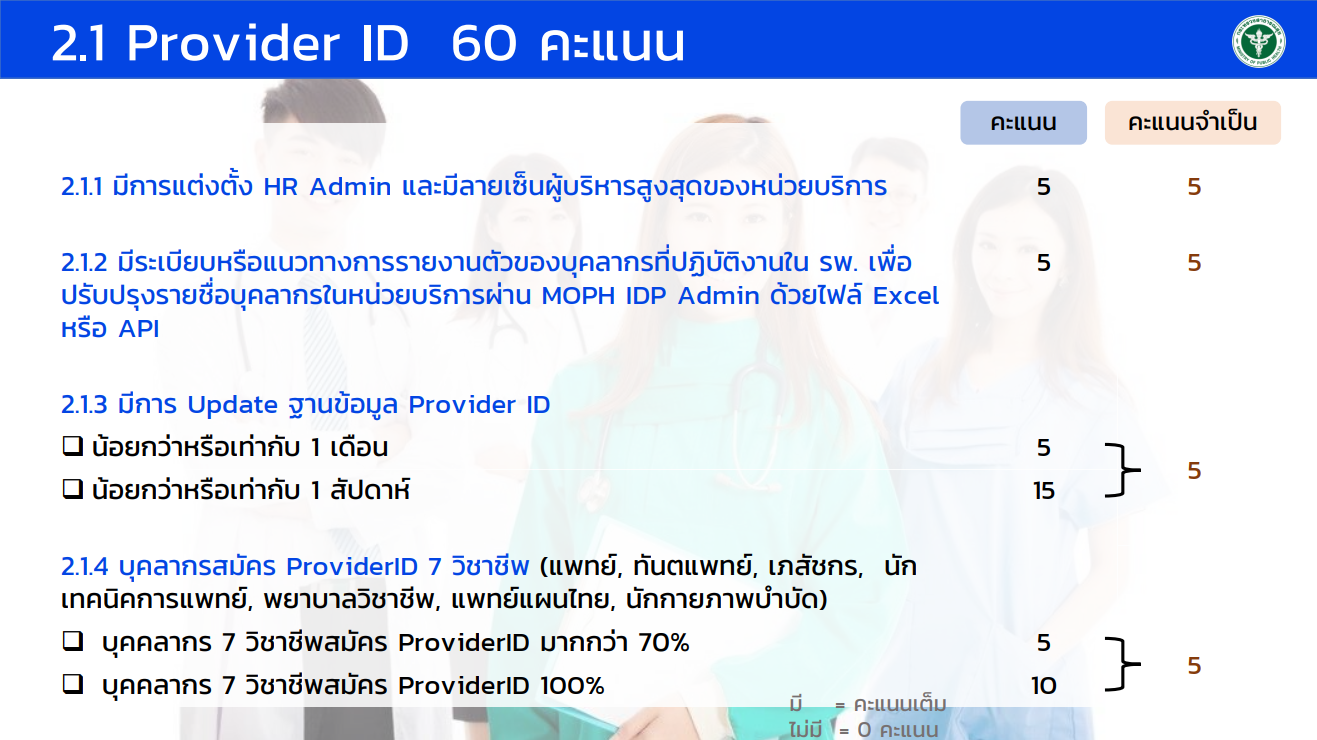 2.1 Provider ID 60 คะแนน
คะแนน คะแนนจำเป็น
2.1.1 มีการแต่งตั้ง HR Admin และมีลายเซ็นผู้บริหารสูงสุดของหน่วยบริการ 5 5
2.1.2 มีระเบียบหรือแนวทางการรายงานตัวของบุคลากรที่ปฏิบัติงานใน รพ. เพื่อ 5 5
ปรับปรุงรายชื่อบุคลากรในหน่วยบริการผ่าน MOPH IDP Admin ด้วยไฟล์ Excel
หรือ API
2.1.3 มีการ Update ฐานข้อมูล Provider ID
❑ น้อยกว่าหรือเท่ากับ 1 เดือน 5
5
❑ น้อยกว่าหรือเท่ากับ 1 สัปดาห์ 15
2.1.4 บุคลากรสมัคร ProviderID 7 วิชาชีพ (แพทย์, ทันตแพทย์, เภสัชกร, นัก
เทคนิคการแพทย์, พยาบาลวิชาชีพ, แพทย์แผนไทย, นักกายภาพบำบัด)
❑ บุคคลากร 7 วิชาชีพสมัคร ProviderID มากกว่า 70% 5
5
❑ บุคคลากร 7 วิชาชีพสมัคร ProviderID 100% 10
มี = คะแนนเต็ม
ไม่มี = 0 คะแนน